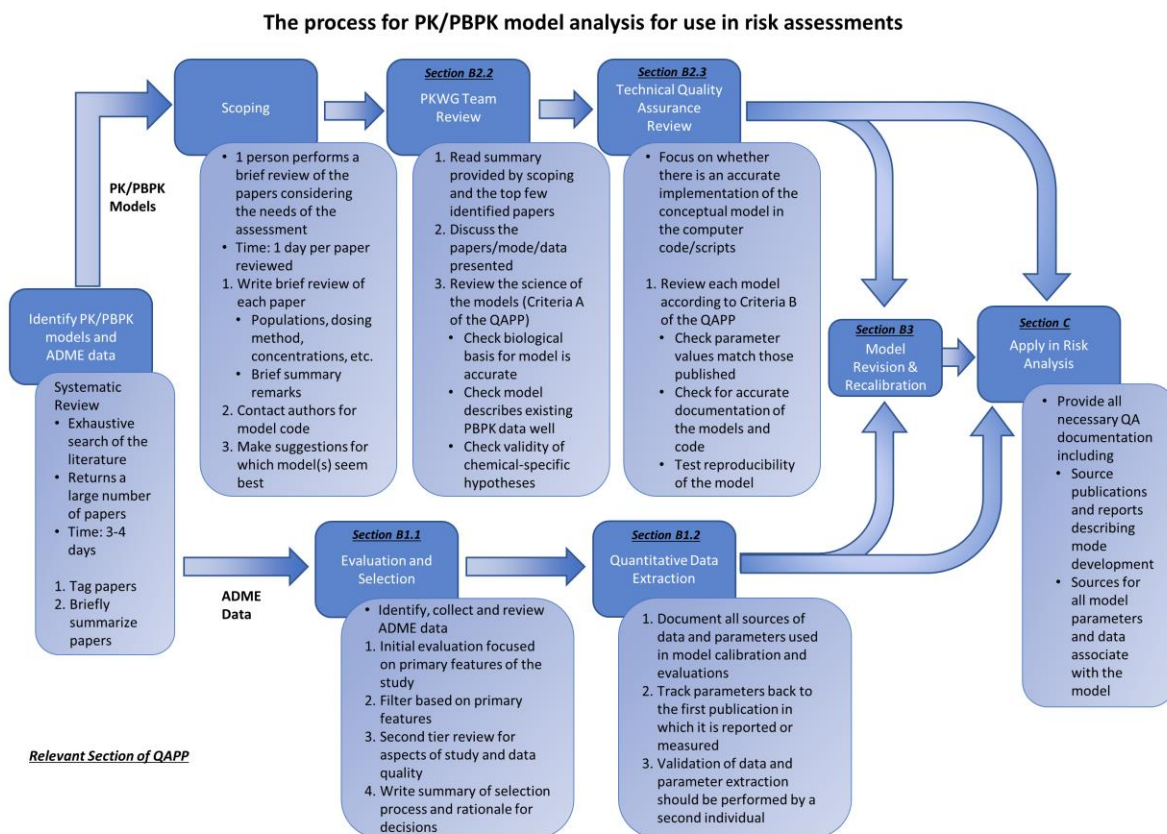 The process for PK/PBPK model analysis for use in risk assessments
PK/PBPK
Models
Identify PK/PBPK
models and
ADME data
Systematic
Review
• Exhaustive
search of the
literature
• Returns a
large number
of papers
• Time: 3-4
days
1. Tag papers
2. Briefly
summarize
papers
Scoping
• 1 person performs a
brief review of the
papers considering
the needs of the
assessment
• Time: 1 day per paper
reviewed
1. Write brief review of
each paper
• Populations, dosing
method,
concentrations, etc.
• Brief summary
remarks
2. Contact authors for
model code
3. Make suggestions for
which model(s) seem
best
Section B2.2
PKWG Team
Review
1. Read summary
provided by scoping
and the top few
identified papers
2. Discuss the
papers/mode/data
presented
3. Review the science of
the models (Criteria A
of the QAPP)
• Check biological
basis for model is
accurate
• Check model
describes existing
PBPK data well
• Check validity of
chemical-specific
hypotheses
Section B2.3
Technical Quality
Assurance
Review
• Focus on whether
there is an accurate
implementation of the
conceptual model in
the computer
code/scripts
1. Review each model
according to Criteria B
of the QAPP
• Check parameter
values match those
published
• Check for accurate
documentation of
the models and
code
• Test reproducibility
of the model
Section B3
Model
Revision &
Recalibration
Section C
Apply in Risk
Analysis
• Provide all
necessary QA
documentation
including
• Source
publications
and reports
describing
mode
development
• Sources for
all model
parameters
and data
associate
with the
model
ADME
Data
Section B1.1
Evaluation and
Selection
• Identify, collect and review
ADME data
1. Initial evaluation focused
on primary features of the
study
2. Filter based on primary
features
3. Second tier review for
aspects of study and data
quality
4. Write summary of selection
process and rationale for
decisions
Section B1.2
Quantitative Data
Extraction
1. Document all sources of
data and parameters used
in model calibration and
evaluations
2. Track parameters back to
the first publication in
which it is reported or
measured
3. Validation of data and
parameter extraction
should be performed by a
second individual
Relevant Section of QAPP